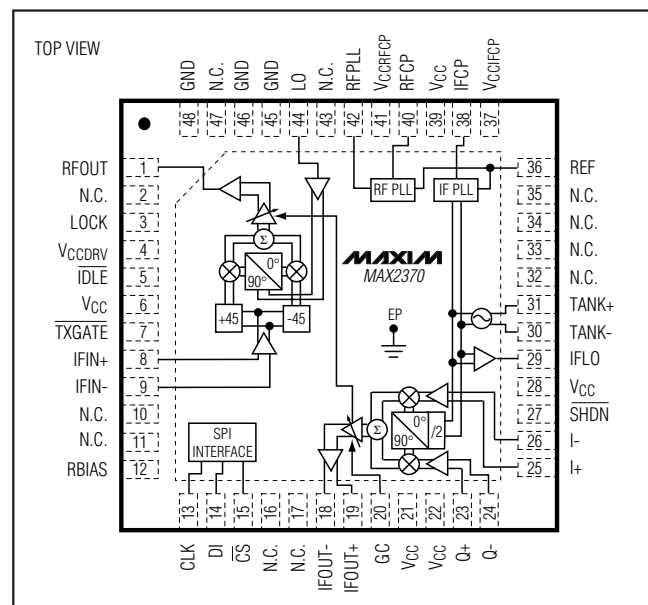 TOP VIEW
GND
N.C.
GND
GND
LO
N.C.
RFPLL
VCCRFCP
RFCP
VCC
IFCP
VCCIFCP
48
47
46
45
44
43
42
41
40
39
38
37
RFOUT 1
N.C. 2
LOCK 3
VCCDRV 4
IDLE 5
VCC 6
TXGATE 7
IFIN+ 8
IFIN- 9
N.C. 10
N.C. 11
RBIAS 12
RF PLL
IF PLL
Σ
0°
90°
+45
-45
MAXIM
MAX2370
EP
Σ
0°
90°
/2
SPI
INTERFACE
36 REF
35 N.C.
34 N.C.
33 N.C.
32 N.C.
31 TANK+
30 TANK-
29 IFLO
28 VCC
27 SHDN
26 I-
25 I+
13
14
15
16
17
18
19
20
21
22
23
24
CLK
DI
CS
N.C.
N.C.
IFOUT-
IFOUT+
GC
VCC
VCC
Q+
Q-